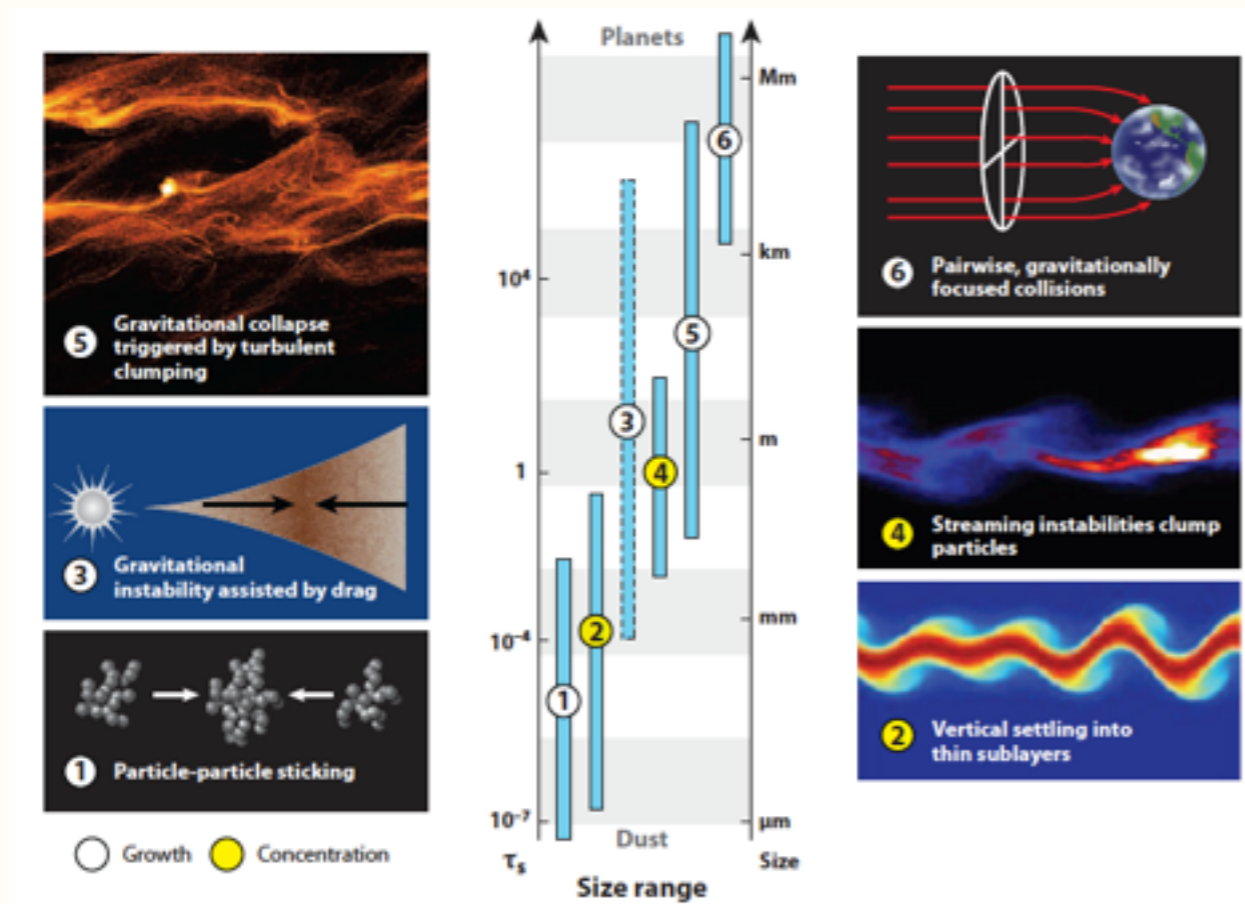 5 Gravitational collapse
triggered by turbulent
clumping
3 Gravitational
instability assisted by drag
1 Particle-particle sticking
Growth Concentration
Planets
10⁴
1
10⁻⁴
10⁻⁷
τs
1
2
3
4
5
6
Mm
km
m
mm
µm
Size
Dust
Size range
6 Pairwise, gravitationally
focused collisions
4 Streaming instabilities clump
particles
2 Vertical settling into
thin sublayers